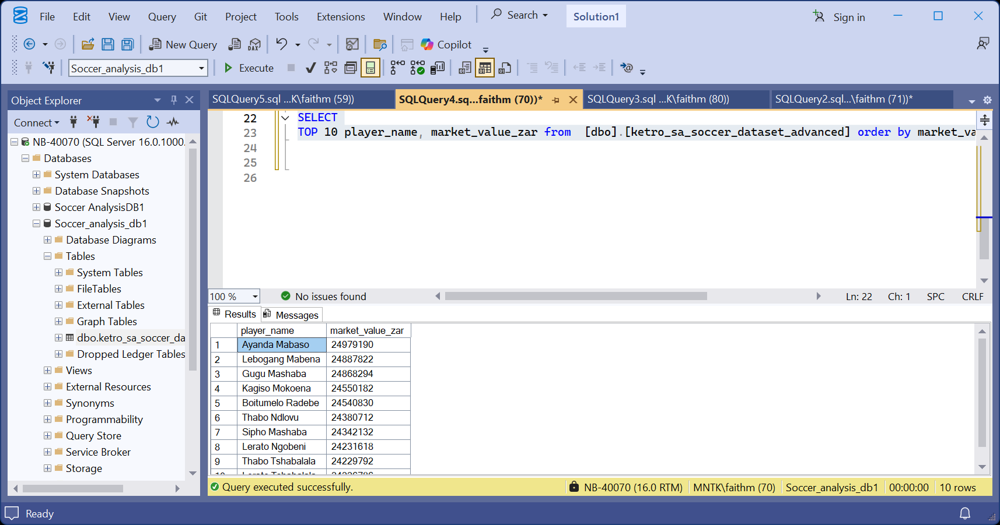 File Edit View Query Git Project Tools Extensions Window Help Search Solution1 Sign in
New Query DAX Copilot
Soccer_analysis_db1 Execute
Object Explorer
SQLQuery5.sql ...K\faithm (59)) SQLQuery4.sq...faithm (70))* SQLQuery3.sql ...K\faithm (80)) SQLQuery2.sql...\faithm (71))*
Connect
NB-40070 (SQL Server 16.0.1000.
Databases
System Databases
Database Snapshots
Soccer AnalysisDB1
Soccer_analysis_db1
Database Diagrams
Tables
System Tables
FileTables
External Tables
Graph Tables
dbo.ketro_sa_soccer_da
Dropped Ledger Tables
Views
External Resources
Synonyms
Programmability
Query Store
Service Broker
Storage
22 SELECT
23 TOP 10 player_name, market_value_zar from [dbo].[ketro_sa_soccer_dataset_advanced] order by market_va
24
25
26
100 % No issues found Ln: 22 Ch: 1 SPC CRLF
Results Messages
player_name market_value_zar
1 Ayanda Mabaso 24979190
2 Lebogang Mabena 24887822
3 Gugu Mashaba 24868294
4 Kagiso Mokoena 24550182
5 Boitumelo Radebe 24540830
6 Thabo Ndlovu 24380712
7 Sipho Mashaba 24342132
8 Lerato Ngobeni 24231618
9 Thabo Tshabalala 24229792
Query executed successfully. NB-40070 (16.0 RTM) MNTK\faithm (70) Soccer_analysis_db1 00:00:00 10 rows
Ready